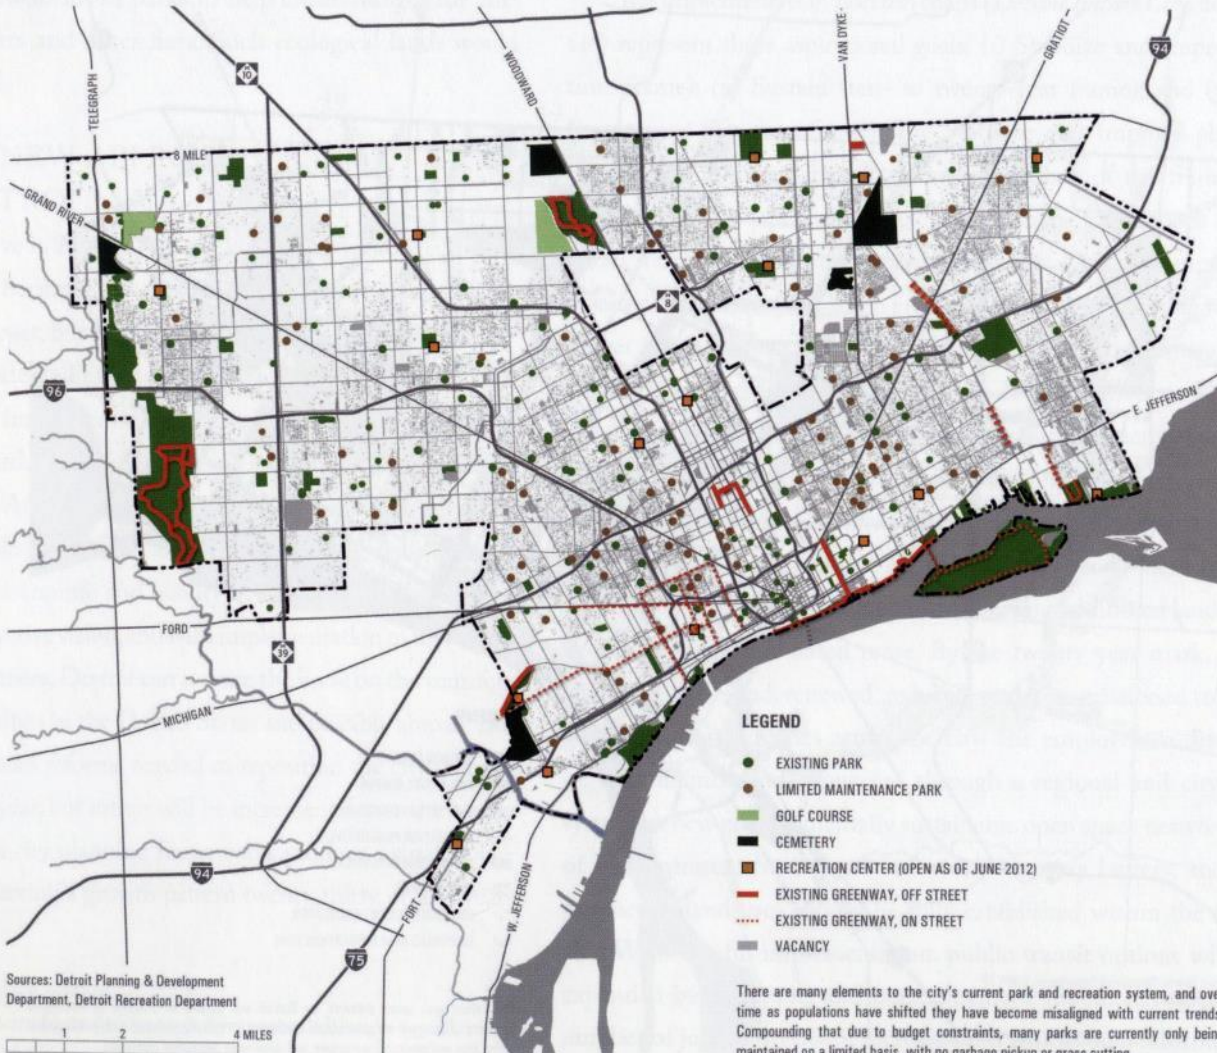 10
WOODWARD
VAN DYKE
GRATIOT
94
TELEGRAPH
8 MILE
GRAND RIVER
8
96
E. JEFFERSON
FORD
39
MICHIGAN
LEGEND
EXISTING PARK
LIMITED MAINTENANCE PARK
GOLF COURSE
CEMETERY
RECREATION CENTER (OPEN AS OF JUNE 2012)
EXISTING GREENWAY, OFF STREET
EXISTING GREENWAY, ON STREET
VACANCY
94
FORT
W. JEFFERSON
75
Sources: Detroit Planning & Development
Department, Detroit Recreation Department
2
4 MILES
There are many elements to the city's current park and recreation system, and ove
time as populations have shifted they have become misaligned with current trends
Compounding that due to budget constraints, many parks are currently only bein
maintained on a limited basis, with no garbage pickup or grass cutting